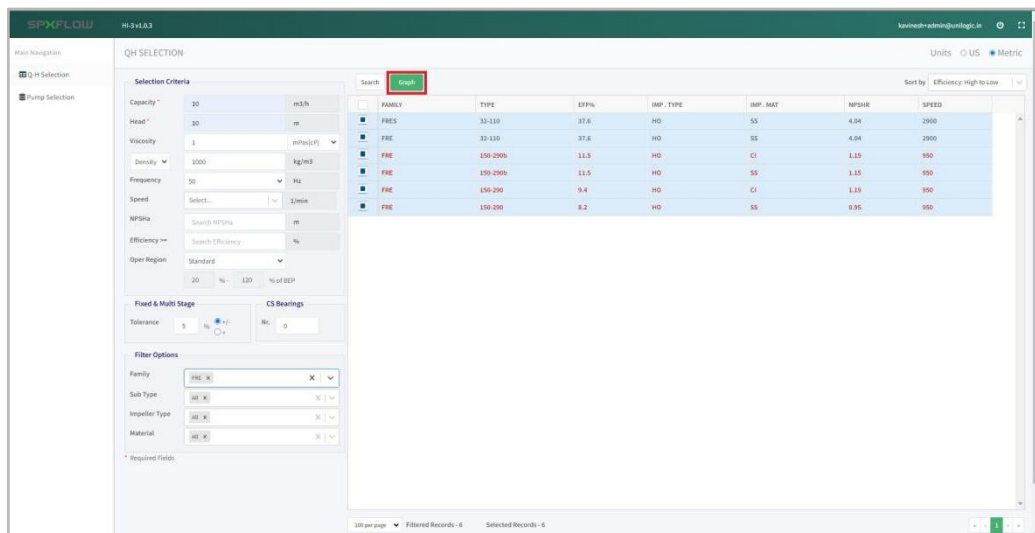 SPXFLOW HI-3 v1.0.3 kavinesh+admin@unilogic.in
Main Navigation
Q-H Selection
Pump Selection
QH SELECTION Units US Metric
Selection Criteria
Capacity * 10 m3/h
Head * 10 m
Viscosity 1 mPas[cP]
Density 1000 kg/m3
Frequency 50 Hz
Speed Select... 1/min
NPSHa Search NPSHa m
Efficiency >= Search Efficiency %
Oper Region Standard
20 % - 120 % of BEP
Fixed & Multi Stage
Tolerance 5 % +/-
+
CS Bearings
Nr. 0
Filter Options
Family FRE x
Sub Type All x
Impeller Type All x
Material All x
* Required Fields
Search Graph Sort by Efficiency: High to Low
FAMILY TYPE EFF% IMP . TYPE IMP . MAT NPSHR SPEED
FRES 32-110 37.6 HO SS 4.04 2900
FRE 32-110 37.6 HO SS 4.04 2900
FRE 150-290b 11.5 HO CI 1.15 950
FRE 150-290b 11.5 HO SS 1.15 950
FRE 150-290 9.4 HO CI 1.19 950
FRE 150-290 8.2 HO SS 0.95 950
100 per page Filtered Records - 6 Selected Records - 6 « ‹ 1 › »